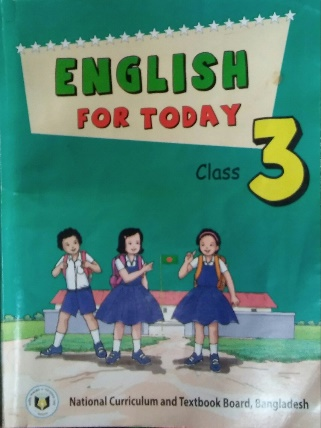 ENGLISH
FOR TODAY
Class 3
National Curriculum and Textbook Board, Bangladesh